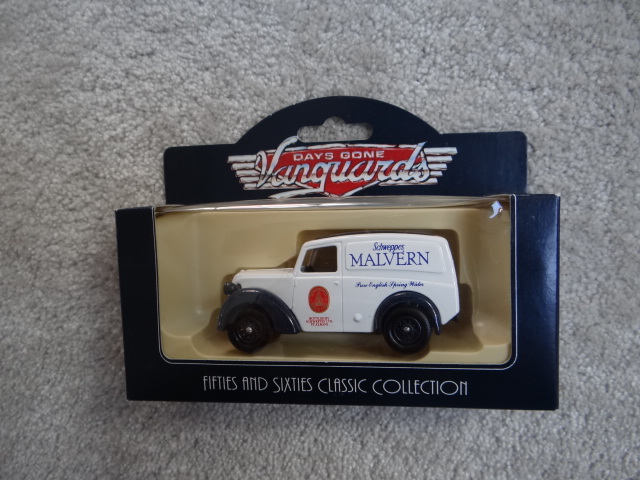 DAYS GONE
Vanguards
Schweppes
MALVERN
Pure English Spring Water
FIFTIES AND SIXTIES CLASSIC COLLECTION